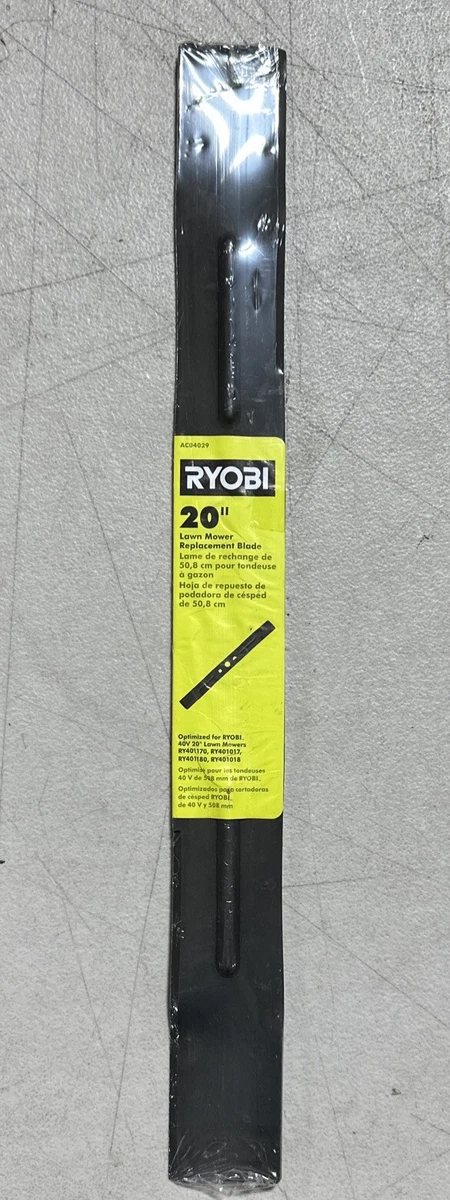 AC04029
RYOBI
20"
Lawn Mower
Replacement Blade
Lame de rechange de
50,8 cm pour tondeuse
à gazon
Hoja de repuesto de
podadora de césped
de 50,8 cm
Optimized for RYOBI.
40V 20" Lawn Mowers
RY401170, RY401017,
RY401180, RY401018
Optimisé pour les tondeuses
40 V de 508 mm de RYOBI.
Optimizados para cortadoras
de césped RYOBI.
de 40 V y 508 mm